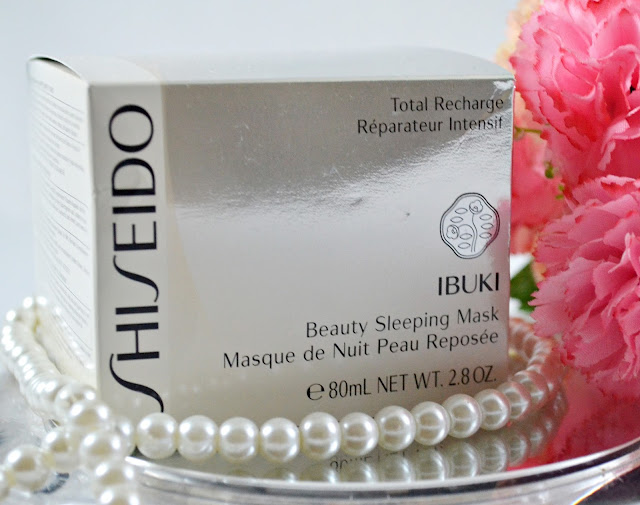 SHISEIDO
Total Recharge
Réparateur Intensif
IBUKI
Beauty Sleeping Mask
Masque de Nuit Peau Reposée
℮ 80mL NET WT. 2.8 OZ.